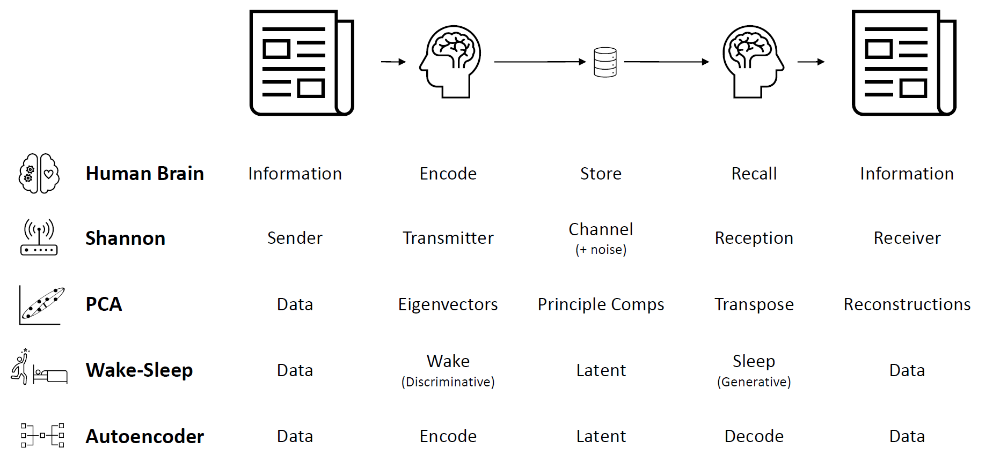 Human Brain Information Encode Store Recall Information
Shannon Sender Transmitter Channel (+ noise) Reception Receiver
PCA Data Eigenvectors Principle Comps Transpose Reconstructions
Wake-Sleep Data Wake (Discriminative) Latent Sleep (Generative) Data
Autoencoder Data Encode Latent Decode Data